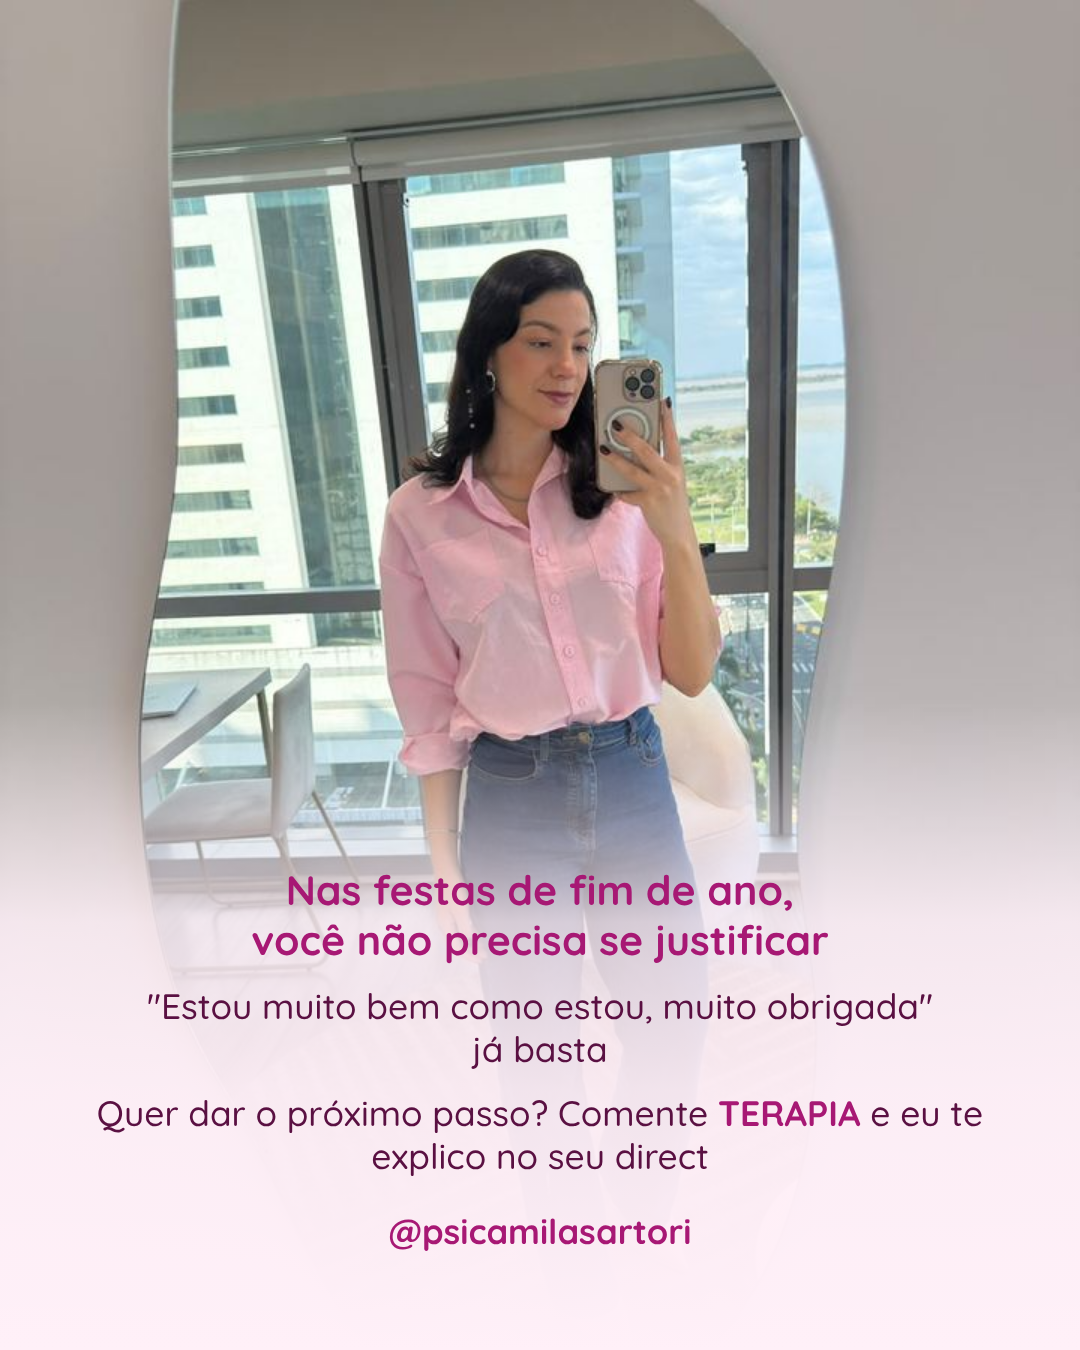 Nas festas de fim de ano,
você não precisa se justificar
"Estou muito bem como estou, muito obrigada"
já basta
Quer dar o próximo passo? Comente TERAPIA e eu te
explico no seu direct
@psicamilasartori